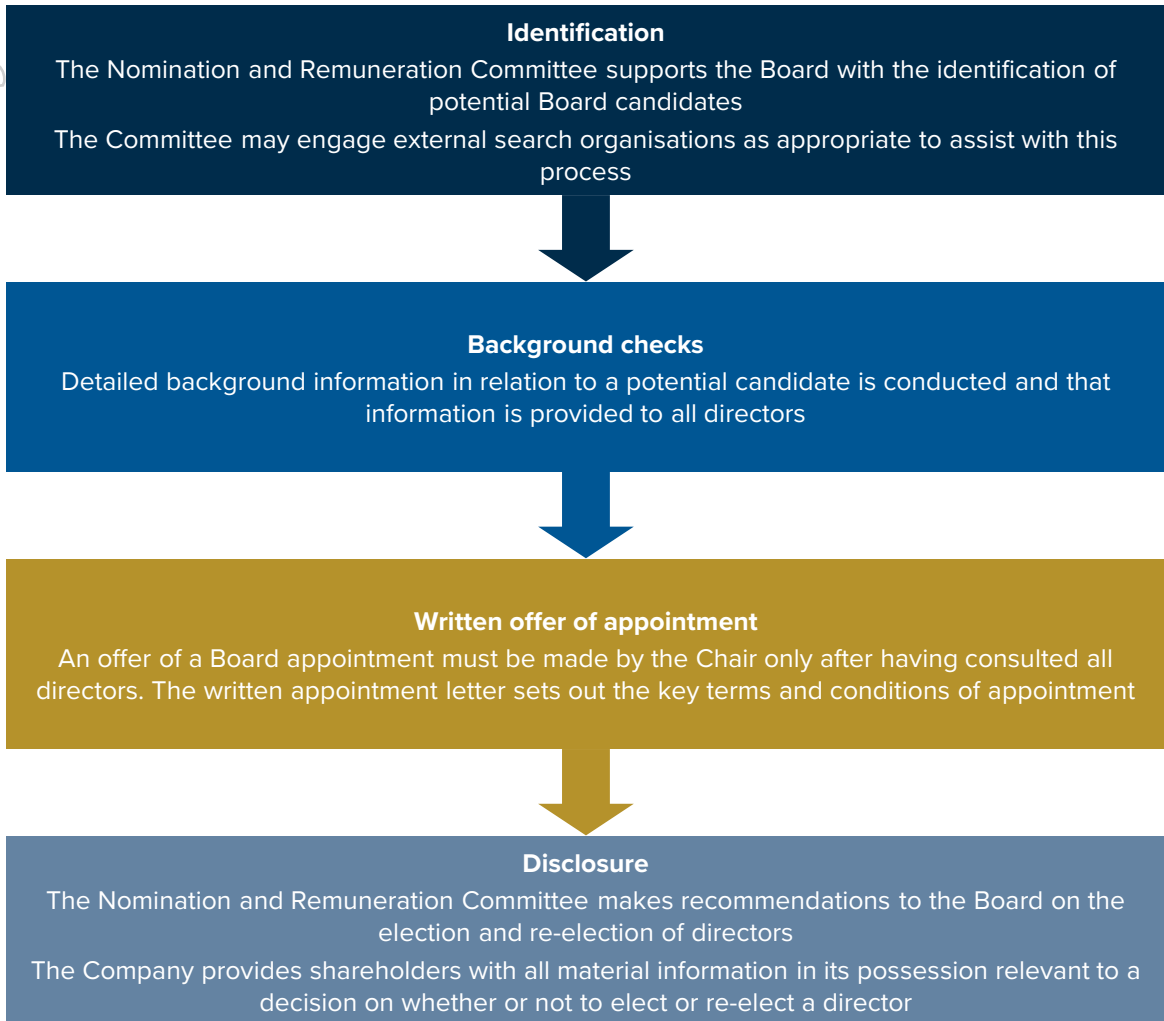 Identification
The Nomination and Remuneration Committee supports the Board with the identification of
potential Board candidates
The Committee may engage external search organisations as appropriate to assist with this
process
Background checks
Detailed background information in relation to a potential candidate is conducted and that
information is provided to all directors
Written offer of appointment
An offer of a Board appointment must be made by the Chair only after having consulted all
directors. The written appointment letter sets out the key terms and conditions of appointment
Disclosure
The Nomination and Remuneration Committee makes recommendations to the Board on the
election and re-election of directors
The Company provides shareholders with all material information in its possession relevant to a
decision on whether or not to elect or re-elect a director